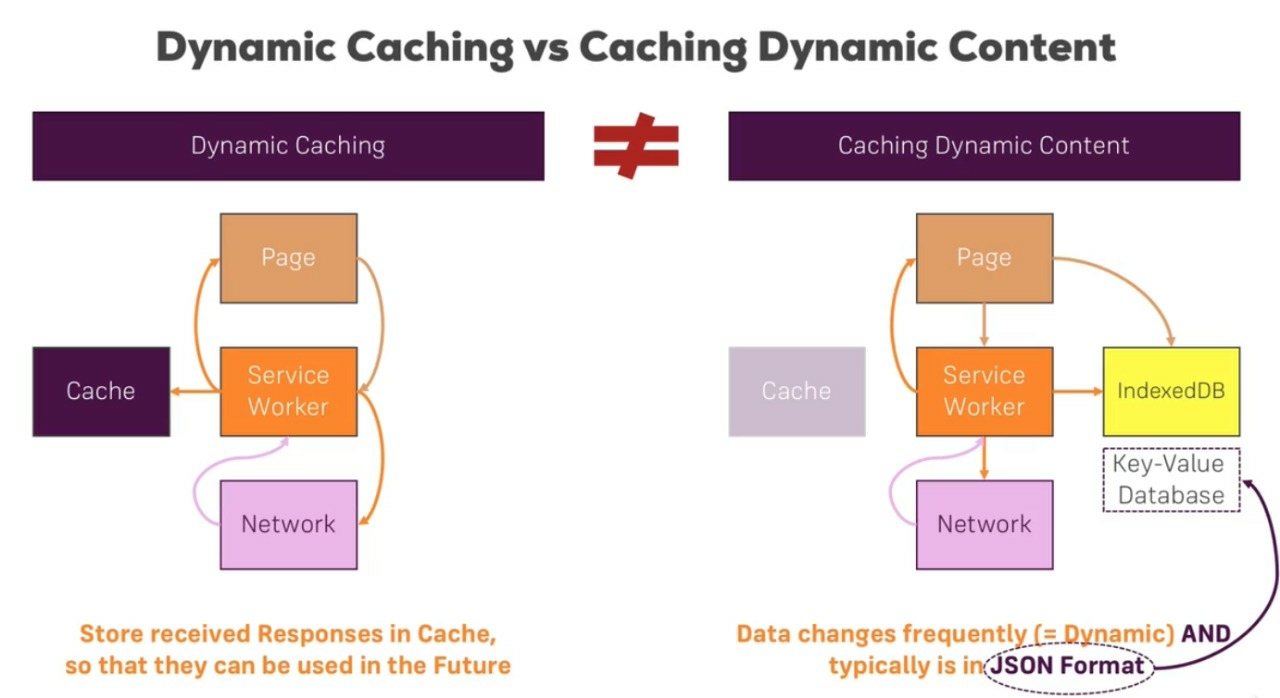 Dynamic Caching vs Caching Dynamic Content
Dynamic Caching
≠
Caching Dynamic Content
Page
Cache
Service
Worker
Network
Store received Responses in Cache,
so that they can be used in the Future
Page
Cache
Service
Worker
IndexedDB
Key-Value
Database
Network
Data changes frequently (= Dynamic) AND
typically is in JSON Format